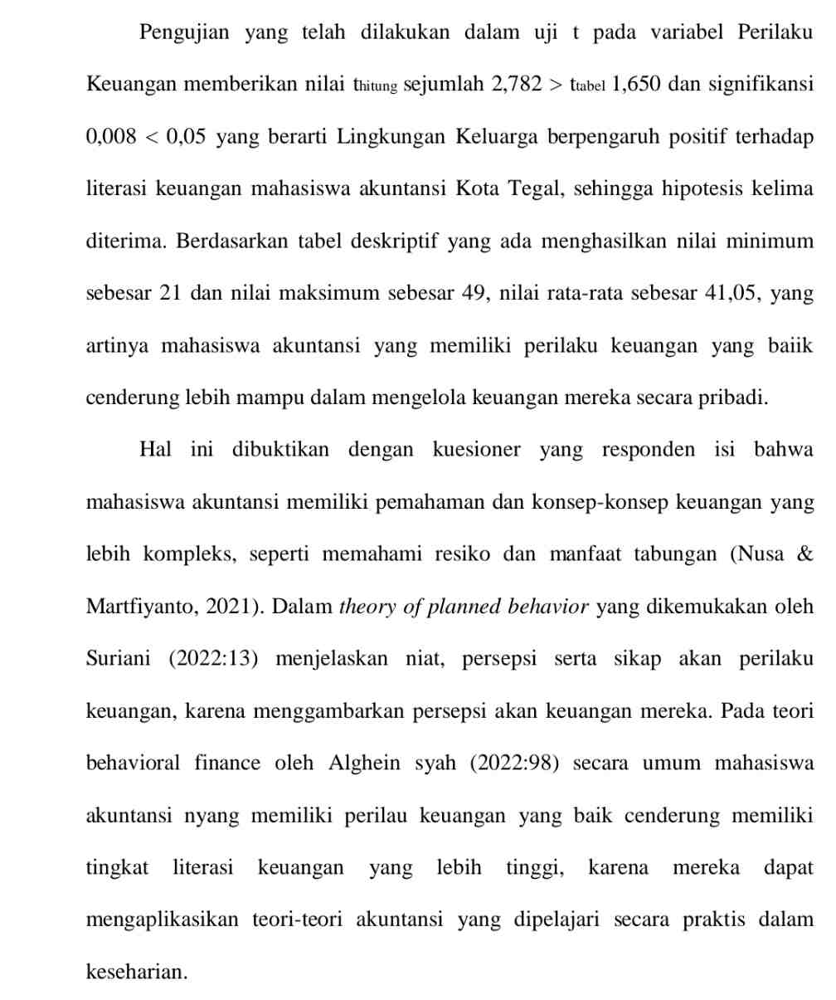 Pengujian yang telah dilakukan dalam uji t pada variabel Perilaku
Keuangan memberikan nilai thitung sejumlah 2,782 > ttabel 1,650 dan signifikansi
0,008 < 0,05 yang berarti Lingkungan Keluarga berpengaruh positif terhadap
literasi keuangan mahasiswa akuntansi Kota Tegal, sehingga hipotesis kelima
diterima. Berdasarkan tabel deskriptif yang ada menghasilkan nilai minimum
sebesar 21 dan nilai maksimum sebesar 49, nilai rata-rata sebesar 41,05, yang
artinya mahasiswa akuntansi yang memiliki perilaku keuangan yang baiik
cenderung lebih mampu dalam mengelola keuangan mereka secara pribadi.
Hal ini dibuktikan dengan kuesioner yang responden isi bahwa
mahasiswa akuntansi memiliki pemahaman dan konsep-konsep keuangan yang
lebih kompleks, seperti memahami resiko dan manfaat tabungan (Nusa &
Martfiyanto, 2021). Dalam theory of planned behavior yang dikemukakan oleh
Suriani (2022:13) menjelaskan niat, persepsi serta sikap akan perilaku
keuangan, karena menggambarkan persepsi akan keuangan mereka. Pada teori
behavioral finance oleh Alghein syah (2022:98) secara umum mahasiswa
akuntansi nyang memiliki perilau keuangan yang baik cenderung memiliki
tingkat literasi keuangan yang lebih tinggi, karena mereka dapat
mengaplikasikan teori-teori akuntansi yang dipelajari secara praktis dalam
keseharian.